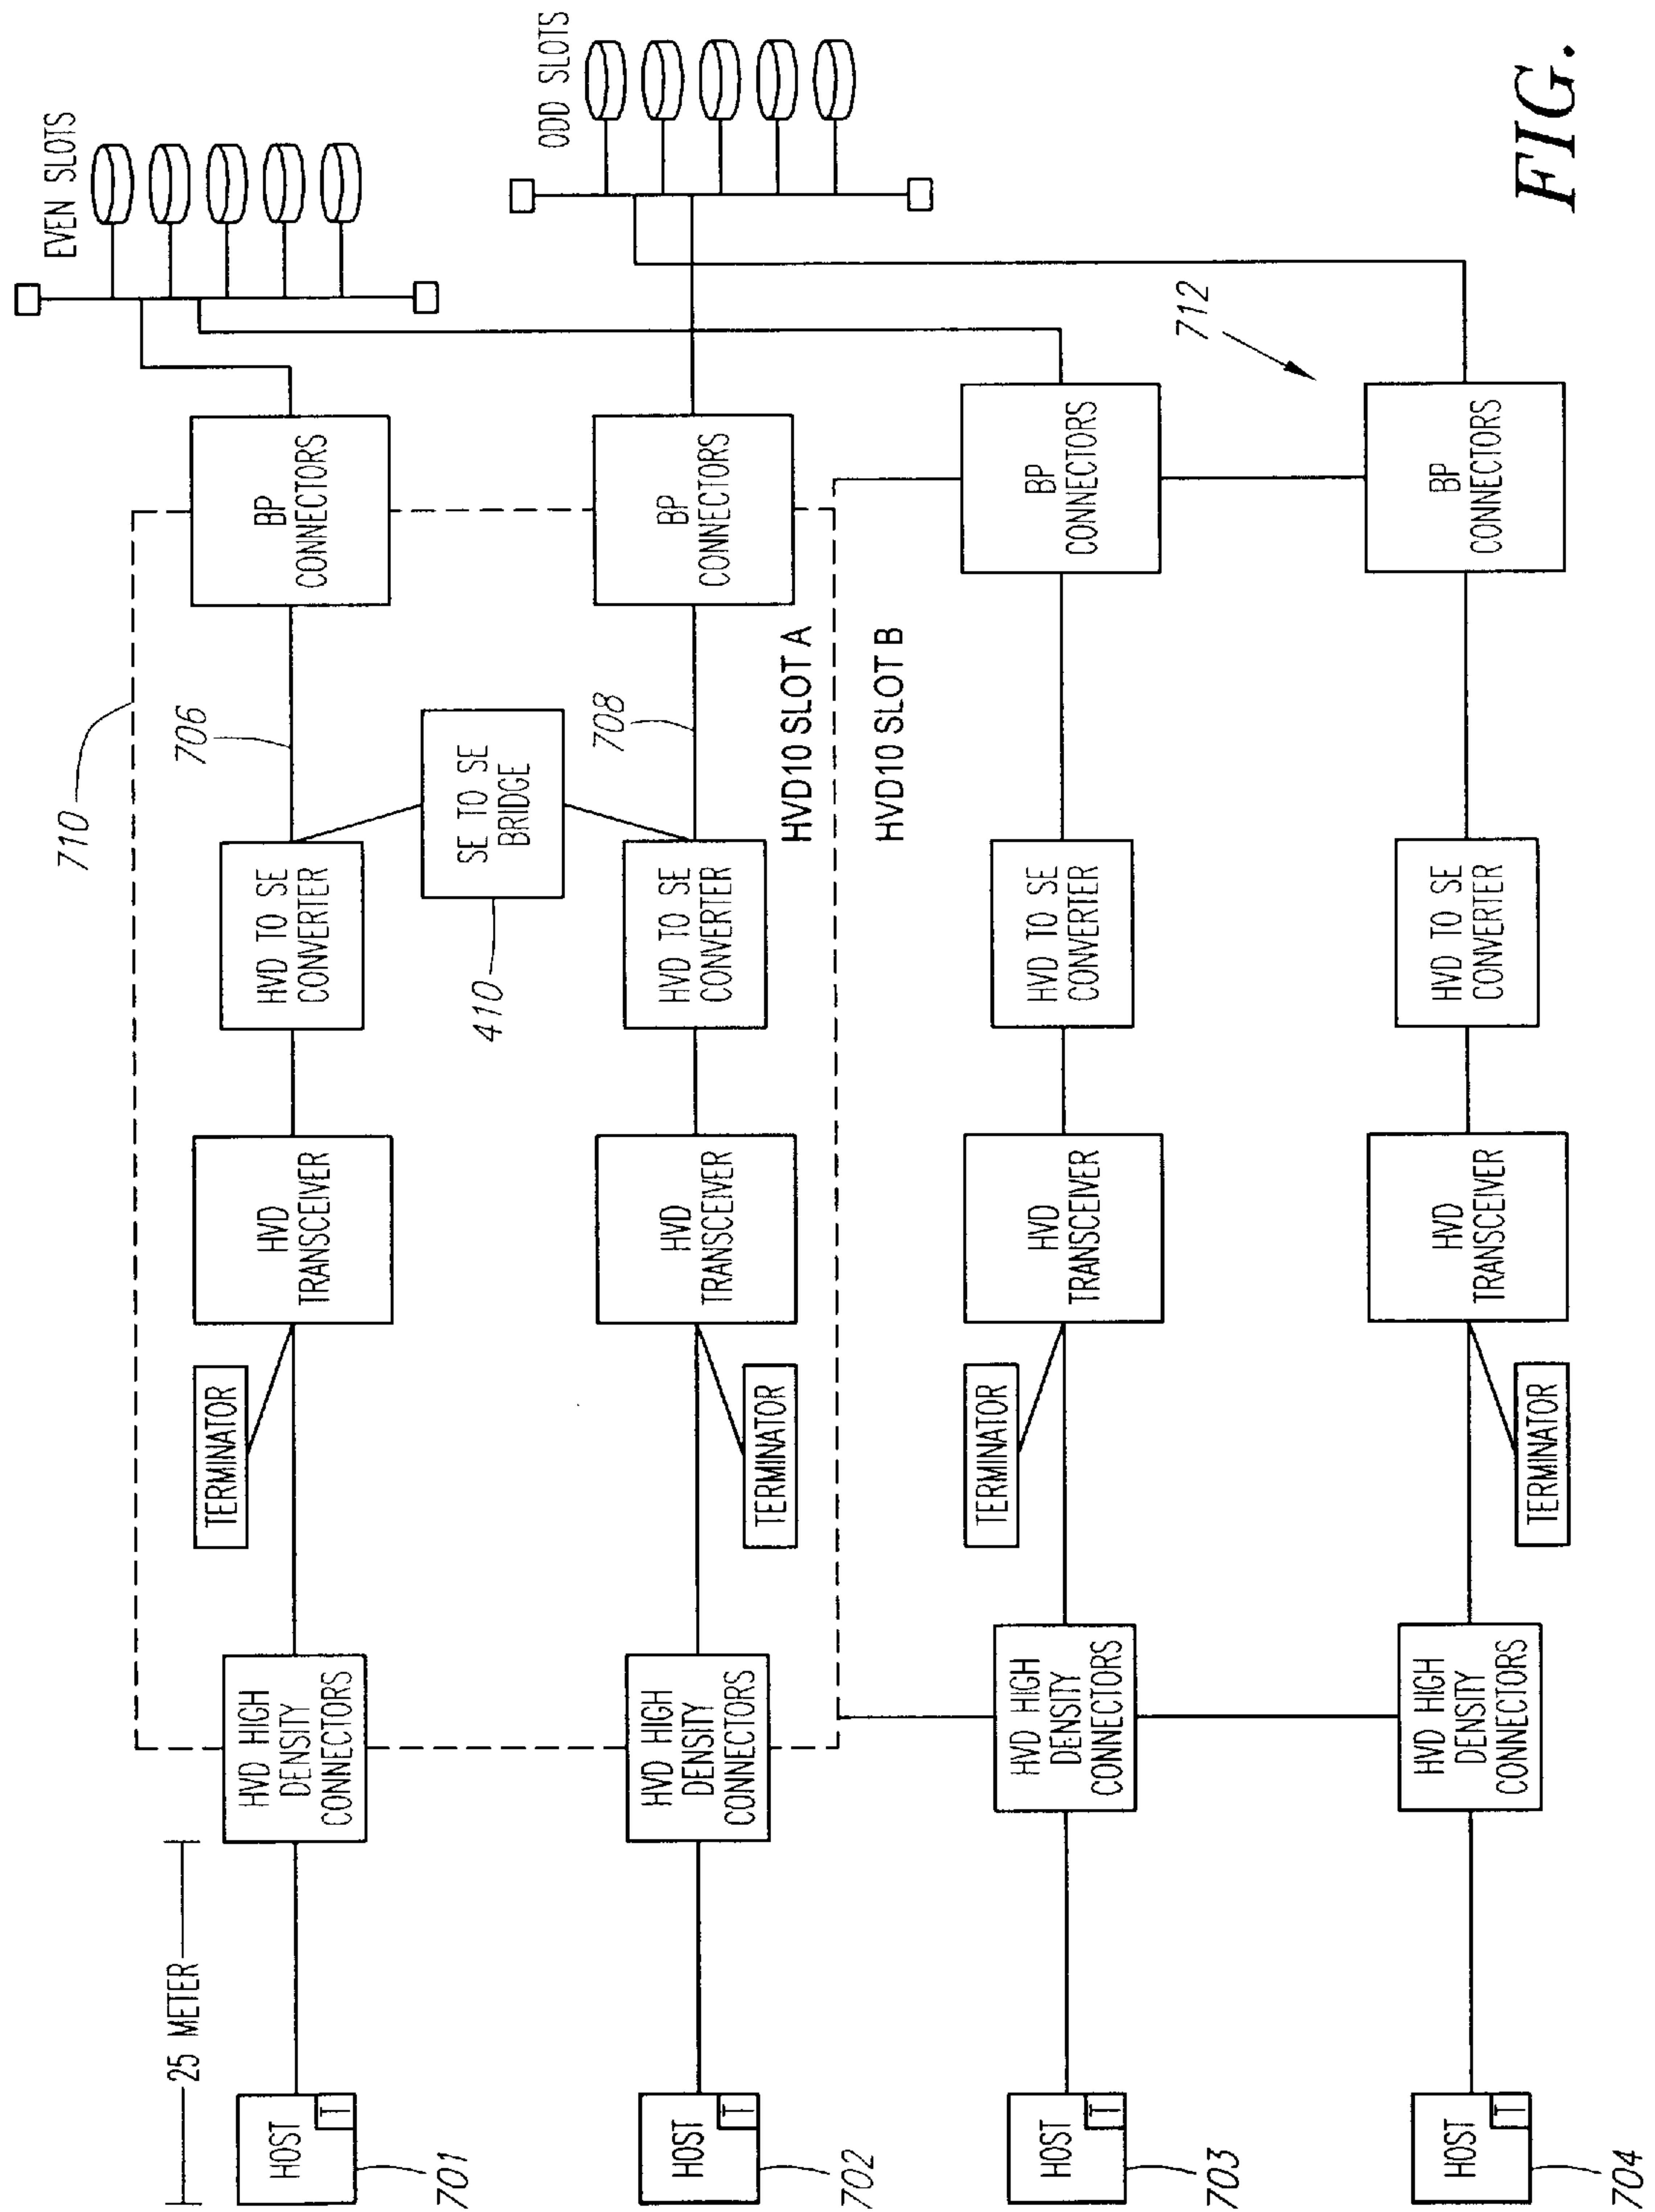 EVEN SLOTS
ODD SLOTS
25 METER
HOST
T
701
HVD HIGH
DENSITY
CONNECTORS
TERMINATOR
HVD
TRANSCEIVER
HVD TO SE
CONVERTER
706
BP
CONNECTORS
710
SE TO SE
BRIDGE
410
HOST
T
702
HVD HIGH
DENSITY
CONNECTORS
TERMINATOR
HVD
TRANSCEIVER
HVD TO SE
CONVERTER
708
BP
CONNECTORS
HVD10 SLOT A
HVD10 SLOT B
HOST
T
703
HVD HIGH
DENSITY
CONNECTORS
TERMINATOR
HVD
TRANSCEIVER
HVD TO SE
CONVERTER
BP
CONNECTORS
712
HOST
T
704
HVD HIGH
DENSITY
CONNECTORS
TERMINATOR
HVD
TRANSCEIVER
HVD TO SE
CONVERTER
BP
CONNECTORS
FIG.